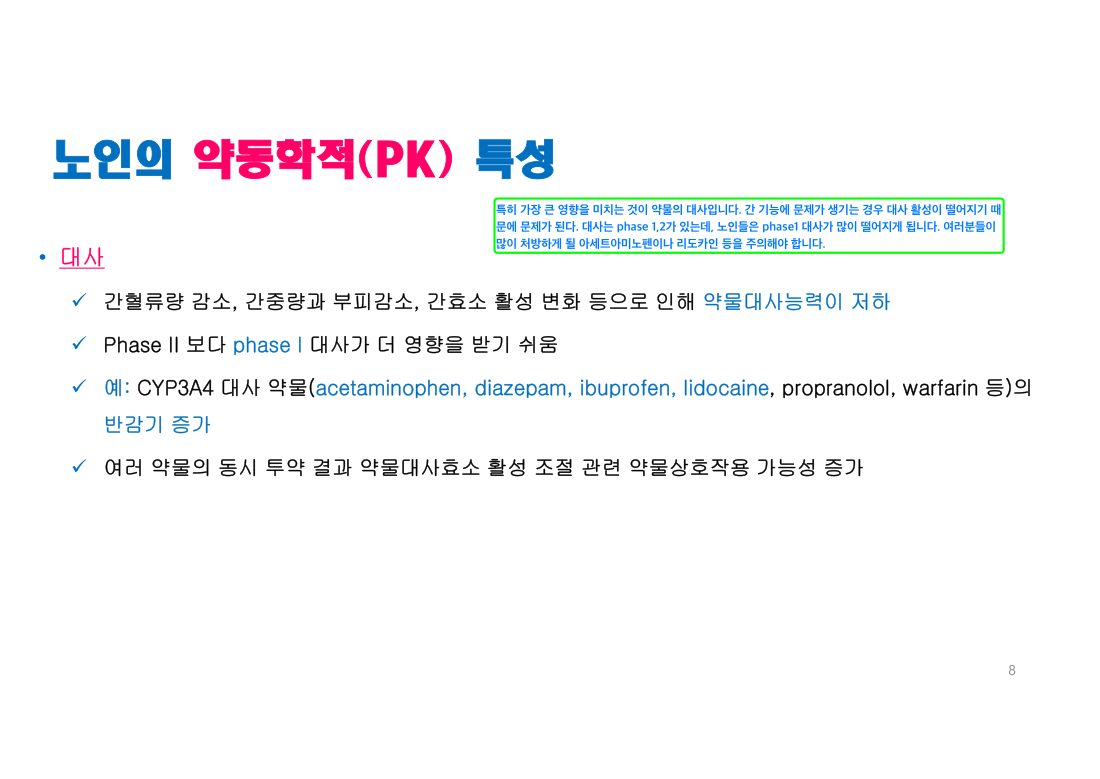 노인의 약동학적(PK) 특성
특히 가장 큰 영향을 미치는 것이 약물의 대사입니다. 간 기능에 문제가 생기는 경우 대사 활성이 떨어지기 때
문에 문제가 된다. 대사는 phase 1,2가 있는데, 노인들은 phase1 대사가 많이 떨어지게 됩니다. 여러분들이
많이 처방하게 될 아세트아미노펜이나 리도카인 등을 주의해야 합니다.
• 대사
✓ 간혈류량 감소, 간중량과 부피감소, 간효소 활성 변화 등으로 인해 약물대사능력이 저하
✓ Phase II 보다 phase I 대사가 더 영향을 받기 쉬움
✓ 예: CYP3A4 대사 약물(acetaminophen, diazepam, ibuprofen, lidocaine, propranolol, warfarin 등)의
반감기 증가
✓ 여러 약물의 동시 투약 결과 약물대사효소 활성 조절 관련 약물상호작용 가능성 증가
8